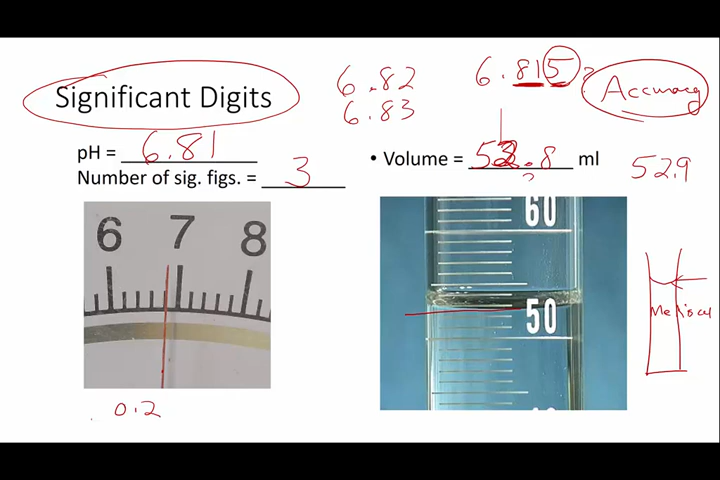 Significant Digits
6.82
6.83
6.815
Accuracy
pH = 6.81
Number of sig. figs. = 3
• Volume = 52.8 ml
52.9
6 7 8
60
50
0.2